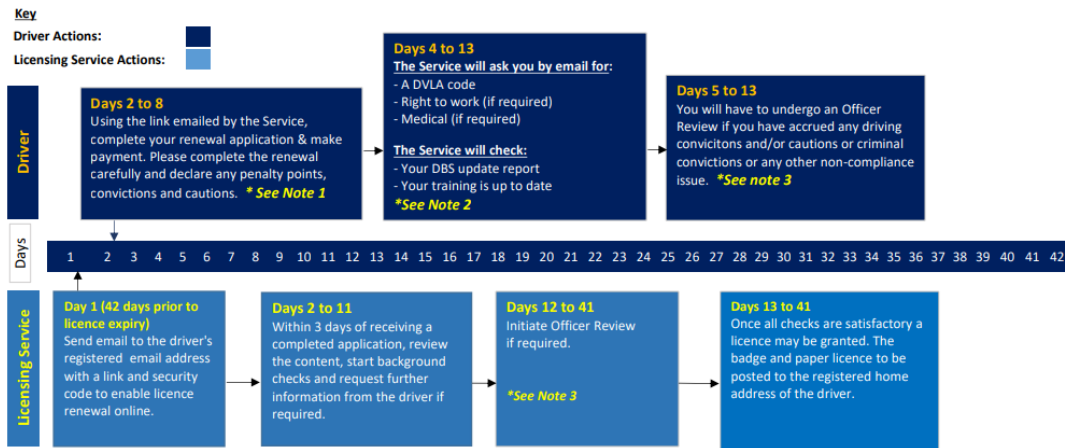 Key
Driver Actions:
Licensing Service Actions:
Driver
Days 2 to 8
Using the link emailed by the Service,
complete your renewal application & make
payment. Please complete the renewal
carefully and declare any penalty points,
convictions and cautions. * See Note 1
Days 4 to 13
The Service will ask you by email for:
- A DVLA code
- Right to work (if required)
- Medical (if required)
The Service will check:
- Your DBS update report
- Your training is up to date
*See Note 2
Days 5 to 13
You will have to undergo an Officer
Review if you have accrued any driving
convicitons and/or cautions or criminal
convictions or any other non-compliance
issue. *See note 3
Days
1 2 3 4 5 6 7 8 9 10 11 12 13 14 15 16 17 18 19 20 21 22 23 24 25 26 27 28 29 30 31 32 33 34 35 36 37 38 39 40 41 42
Licensing Service
Day 1 (42 days prior to
licence expiry)
Send email to the driver's
registered email address
with a link and security
code to enable licence
renewal online.
Days 2 to 11
Within 3 days of receiving a
completed application, review
the content, start background
checks and request further
information from the driver if
required.
Days 12 to 41
Initiate Officer Review
if required.
*See Note 3
Days 13 to 41
Once all checks are satisfactory a
licence may be granted. The
badge and paper licence to be
posted to the registered home
address of the driver.